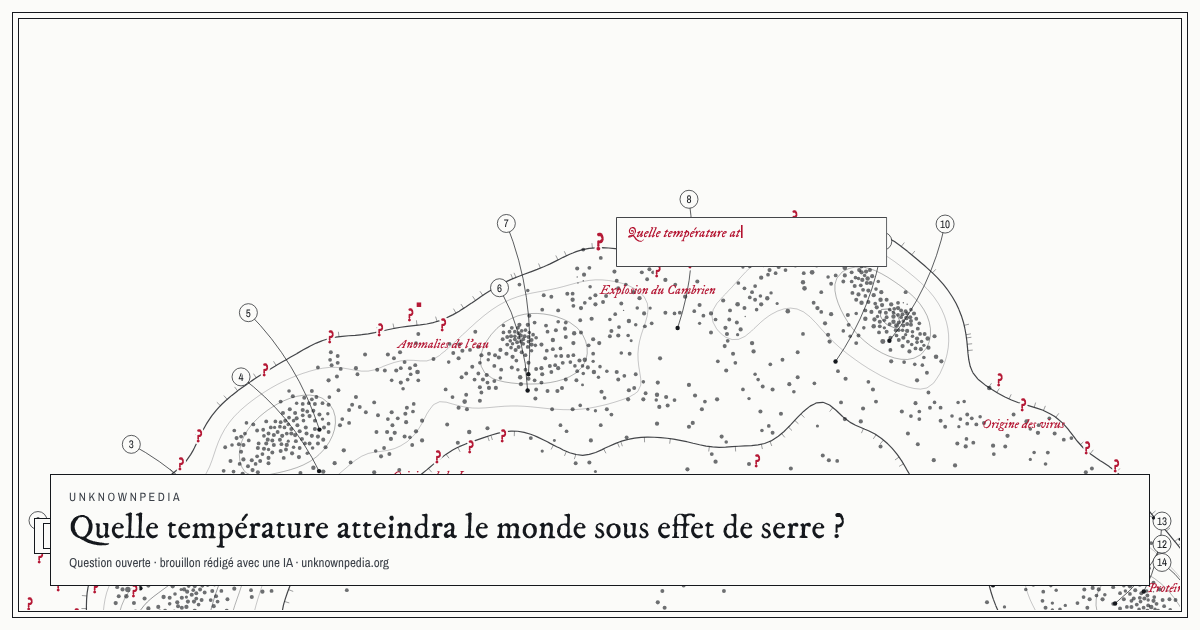 8
7
10
Quelle température at
6
Explosion du Cambrien
5
Anomalies de l'eau
4
Origine des virus
3
UNKNOWNPEDIA
Quelle température atteindra le monde sous effet de serre ?
Question ouverte · brouillon rédigé avec une IA · unknownpedia.org
13
12
14